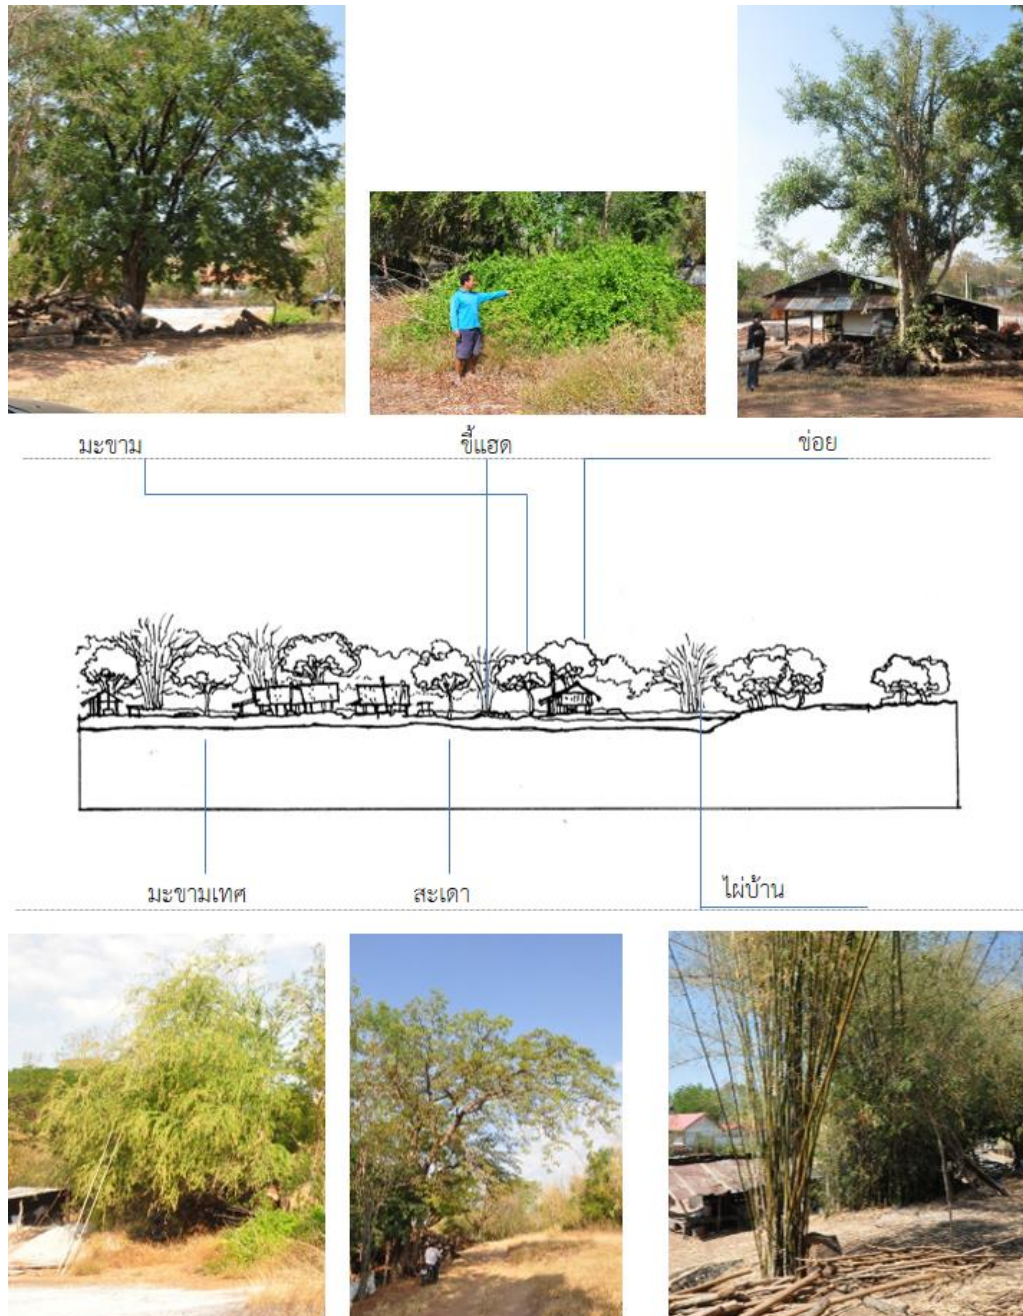 มะขาม
ขี้แฮด
ข่อย
มะขามเทศ
สะเดา
ไผ่บ้าน